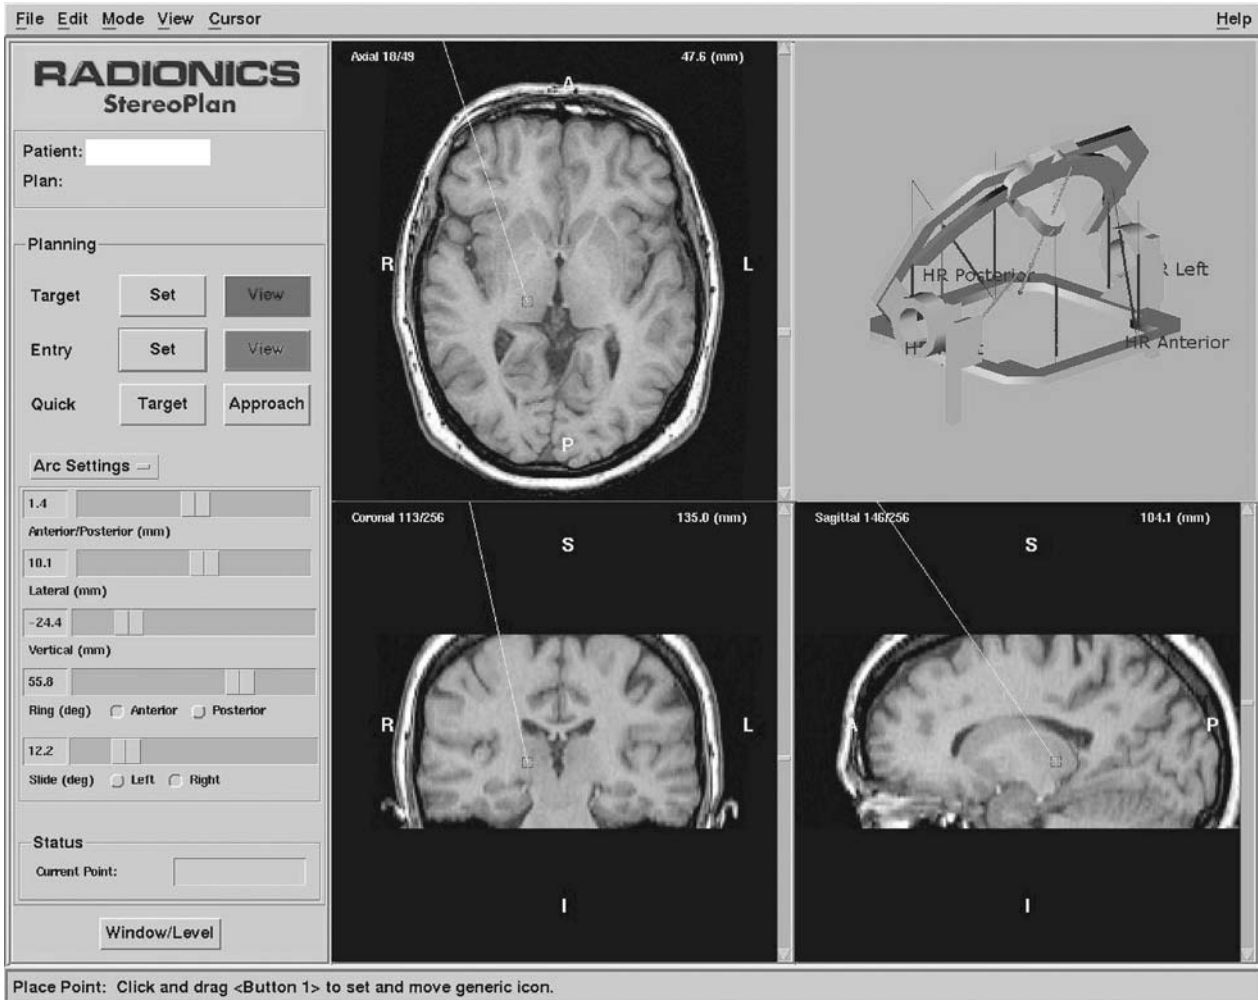 File Edit Mode View Cursor Help
RADIONICS
StereoPlan
Patient:
Plan:
Planning
Target Set View
Entry Set View
Quick Target Approach
Arc Settings
1.4
Anterior/Posterior (mm)
10.1
Lateral (mm)
-24.4
Vertical (mm)
55.8
Ring (deg) Anterior Posterior
12.2
Slide (deg) Left Right
Status
Current Point:
Window/Level
Axial 18/49 47.6 (mm)
A
R L
P
HR Posterior
HR Left
HR Anterior
Coronal 113/256 135.0 (mm)
S
R L
I
Sagittal 146/256 104.1 (mm)
S
A P
I
Place Point: Click and drag <Button 1> to set and move generic icon.